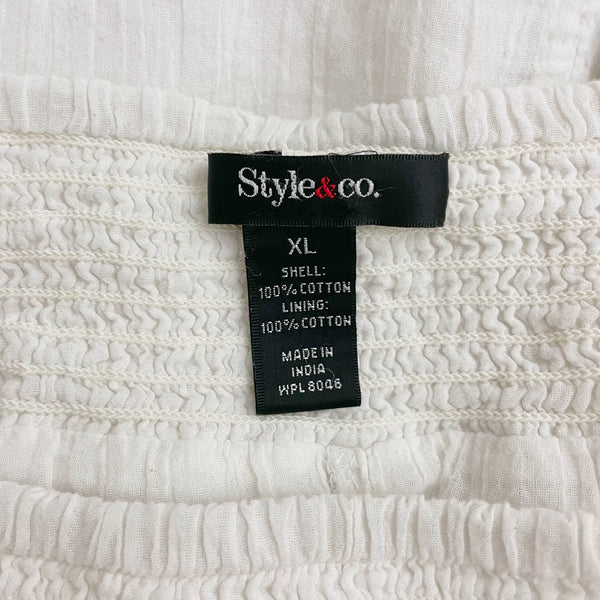 Style&co.
XL
SHELL:
100% COTTON
LINING:
100% COTTON
MADE IN
INDIA
WPL 8046